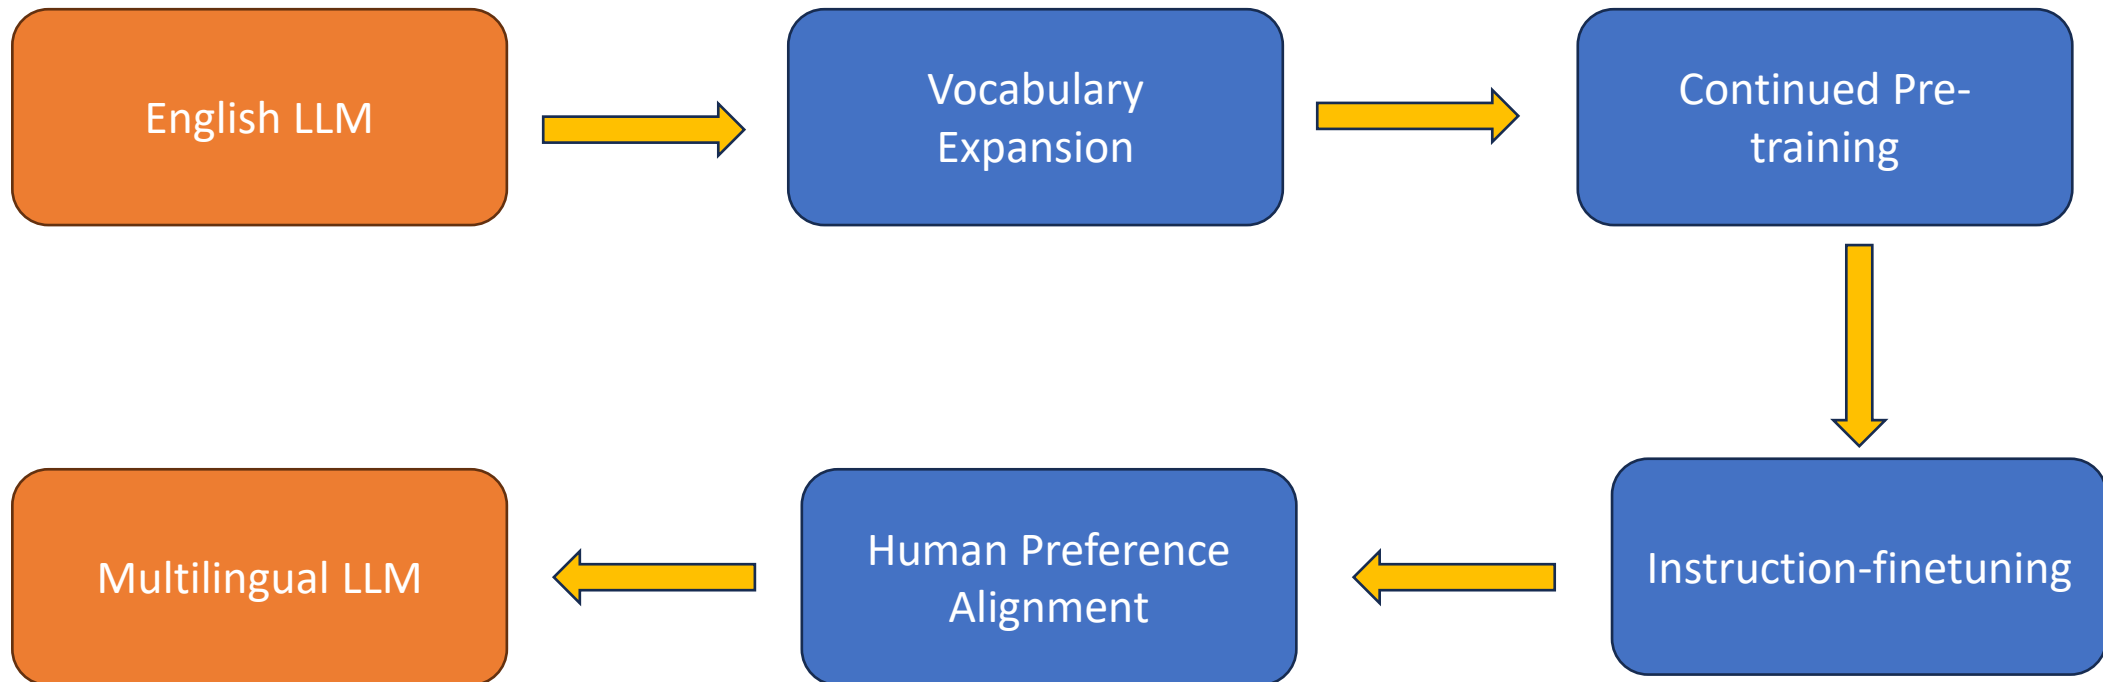 English LLM
Vocabulary
Expansion
Continued Pre-
training
Instruction-finetuning
Human Preference
Alignment
Multilingual LLM